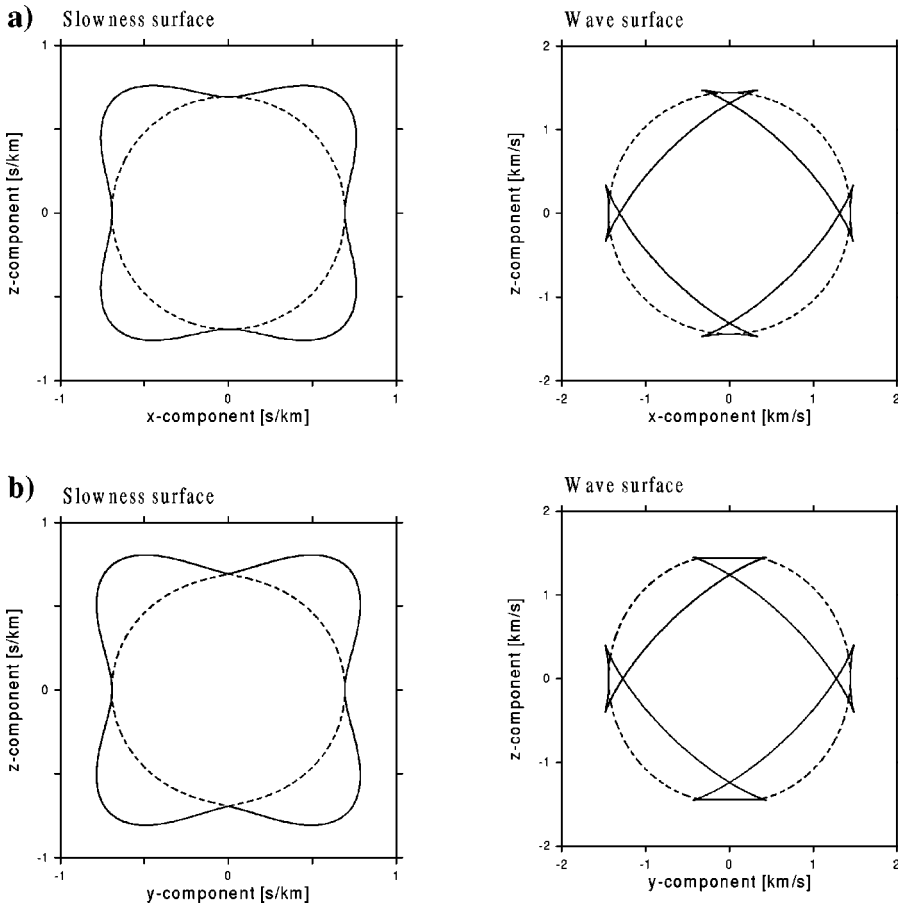 a)
Slowness surface
1
0
-1
z-component [s/km]
-1 0 1
x-component [s/km]
Wave surface
2
1
0
-1
-2
z-component [km/s]
-2 -1 0 1 2
x-component [km/s]
b)
Slowness surface
1
0
-1
z-component [s/km]
-1 0 1
y-component [s/km]
Wave surface
2
1
0
-1
-2
z-component [km/s]
-2 -1 0 1 2
y-component [km/s]